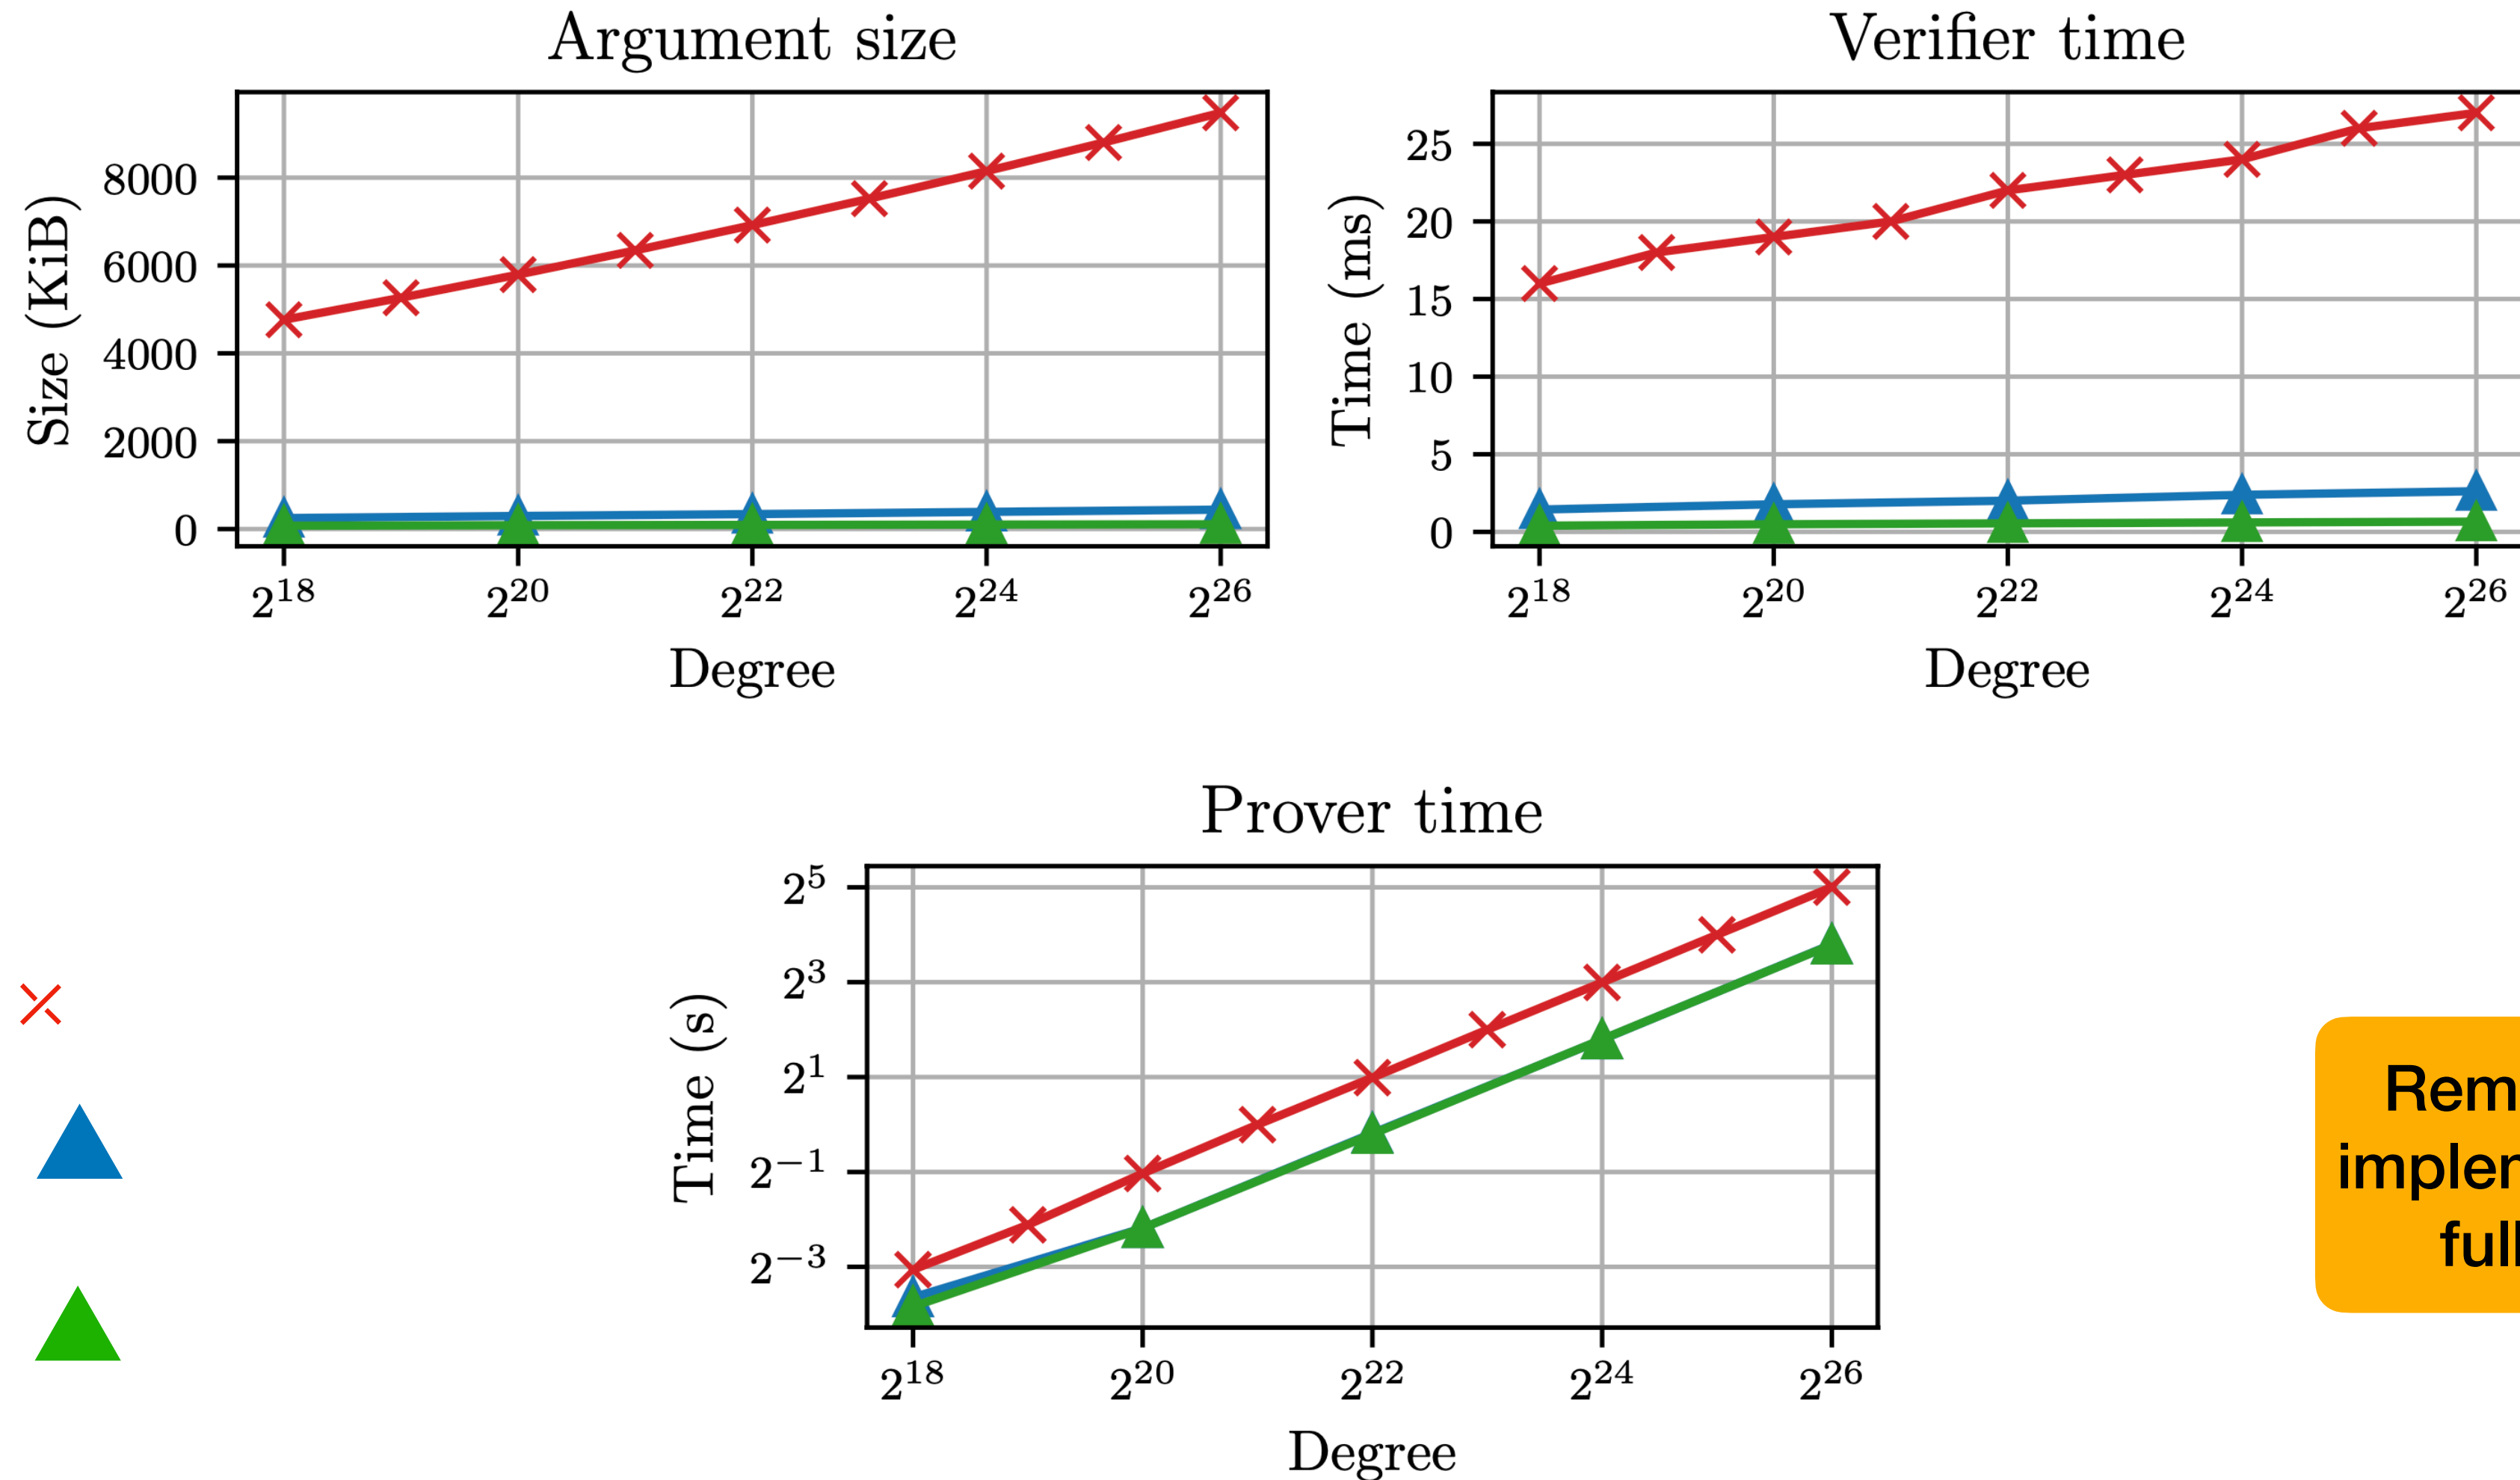 Argument size
Size (KiB)
8000
6000
4000
2000
0
2^18 2^20 2^22 2^24 2^26
Degree
Verifier time
Time (ms)
25
20
15
10
5
0
2^18 2^20 2^22 2^24 2^26
Degree
Prover time
Time (s)
2^5
2^3
2^1
2^−1
2^−3
2^18 2^20 2^22 2^24 2^26
Degree